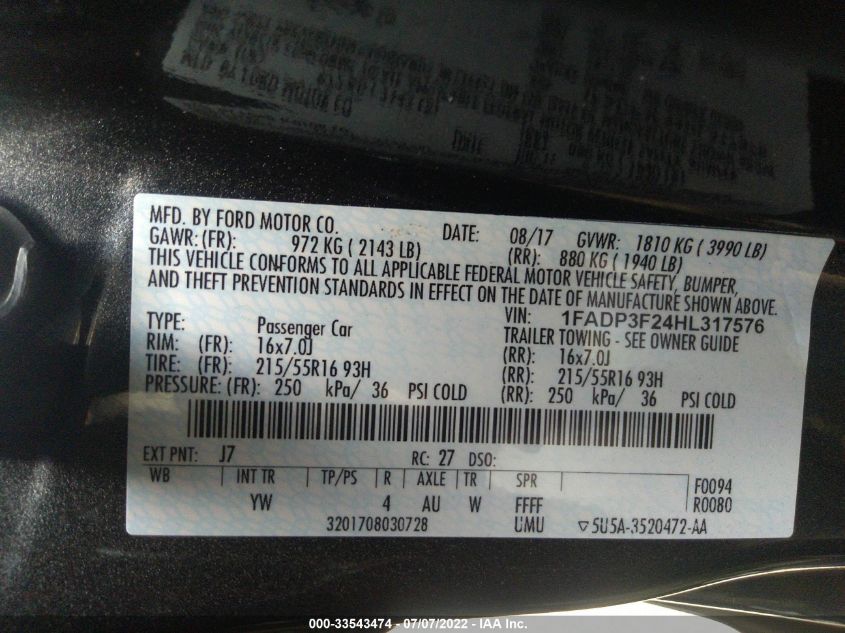 MFD. BY FORD MOTOR CO. DATE: 08/17 GVWR: 1810 KG ( 3990 LB)
GAWR: (FR): 972 KG ( 2143 LB) (RR): 880 KG ( 1940 LB)
THIS VEHICLE CONFORMS TO ALL APPLICABLE FEDERAL MOTOR VEHICLE SAFETY, BUMPER,
AND THEFT PREVENTION STANDARDS IN EFFECT ON THE DATE OF MANUFACTURE SHOWN ABOVE.
VIN: 1FADP3F24HL317576
TYPE: Passenger Car TRAILER TOWING - SEE OWNER GUIDE
RIM: (FR): 16x7.0J (RR): 16x7.0J
TIRE: (FR): 215/55R16 93H (RR): 215/55R16 93H
PRESSURE: (FR): 250 kPa/ 36 PSI COLD (RR): 250 kPa/ 36 PSI COLD
EXT PNT: J7 RC: 27 DSO:
WB INT TR TP/PS R AXLE TR SPR F0094
YW 4 AU W FFFF R0080
3201708030728 UMU ▽5U5A-3520472-AA
000-33543474 - 07/07/2022 - IAA Inc.